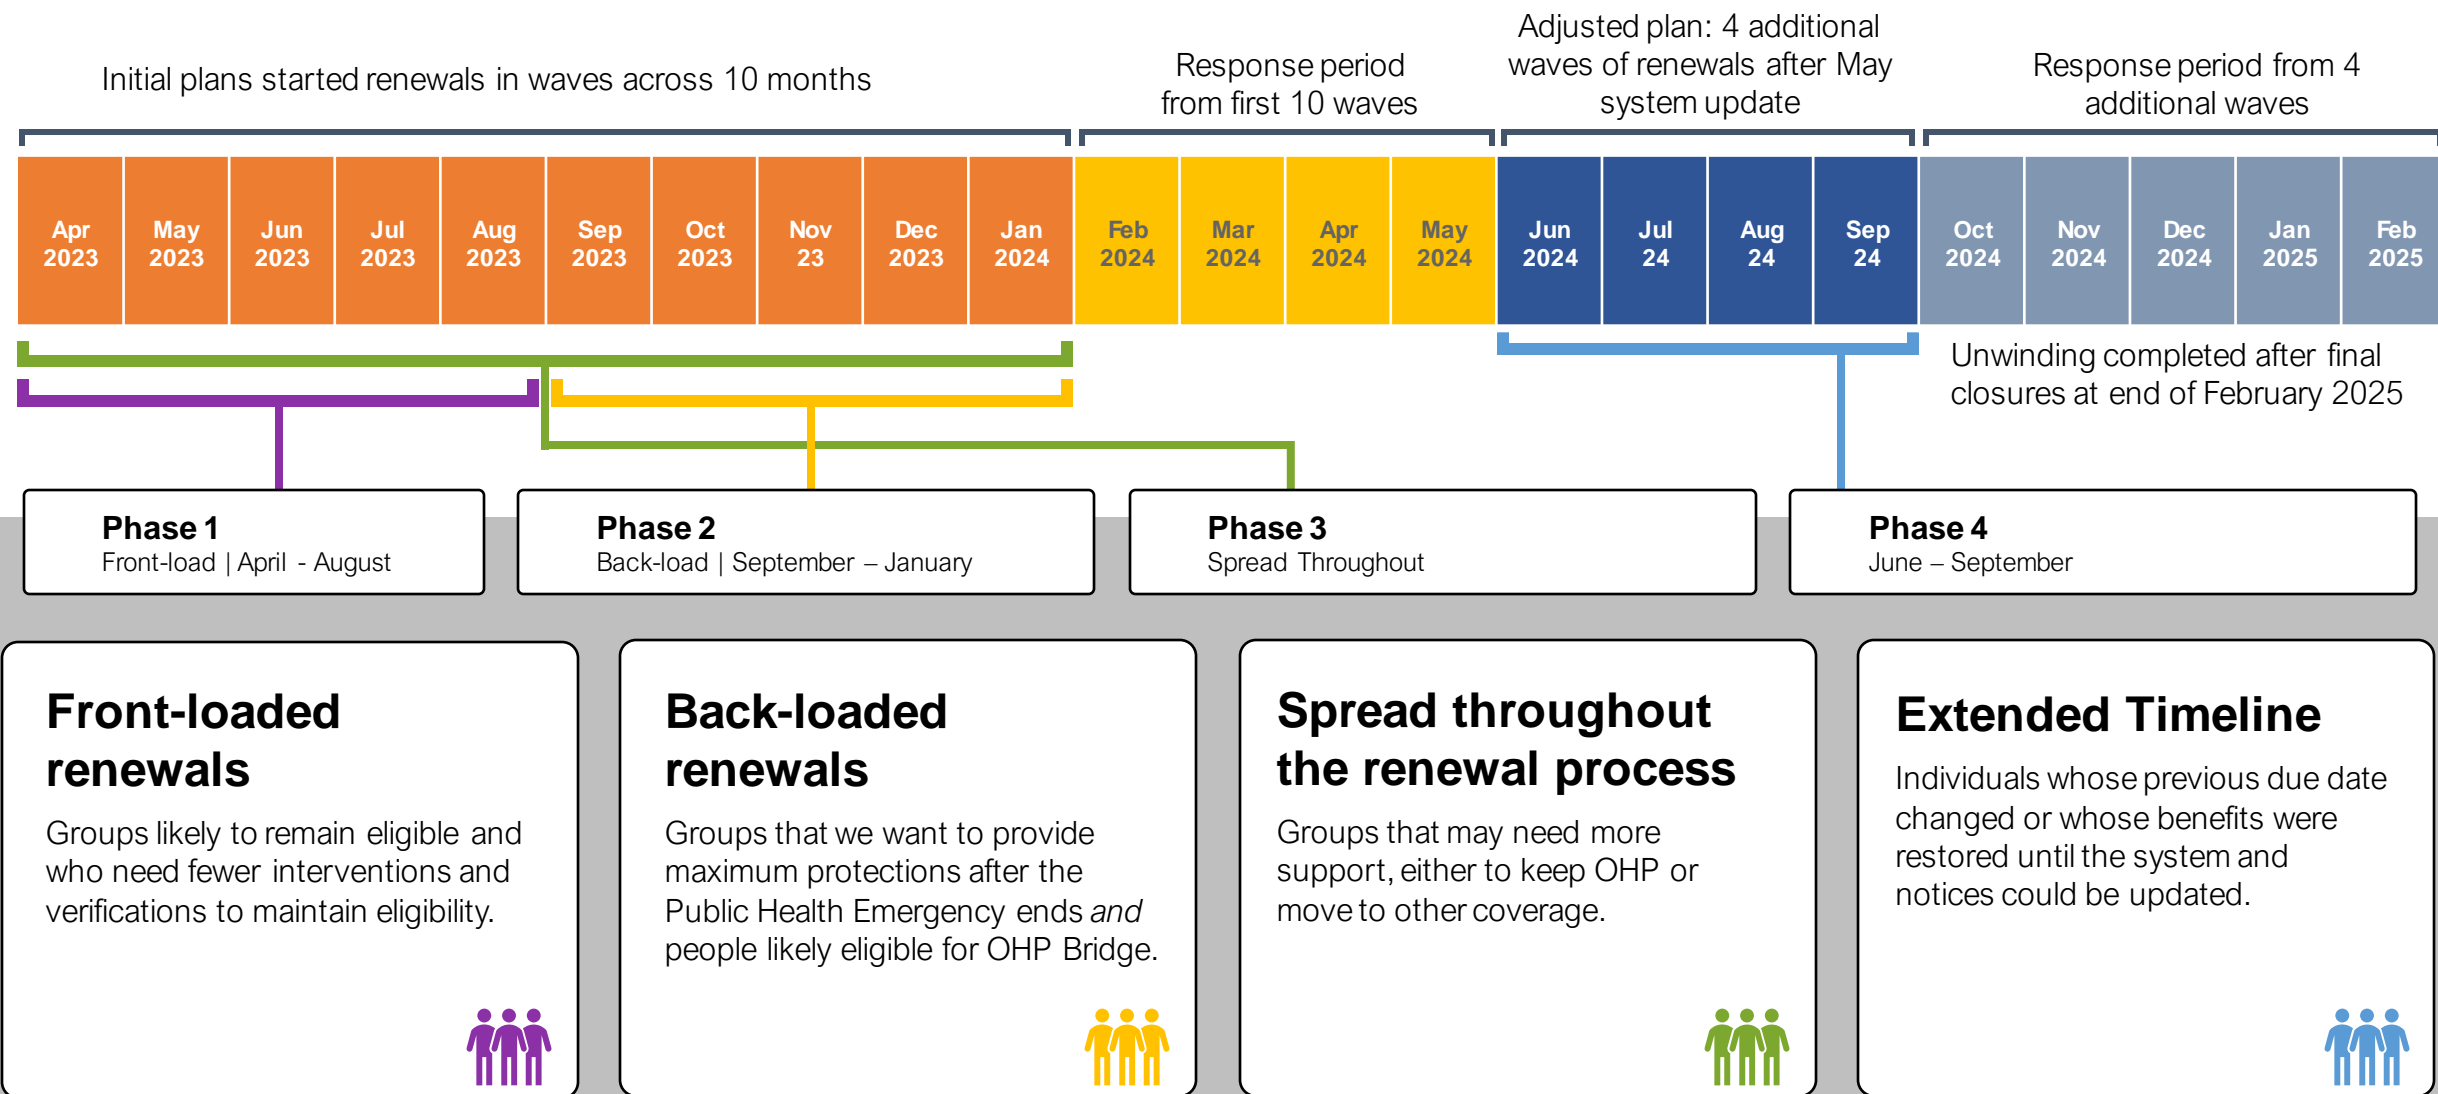 Initial plans started renewals in waves across 10 months
Response period
from first 10 waves
Adjusted plan: 4 additional
waves of renewals after May
system update
Response period from 4
additional waves
Apr
2023
May
2023
Jun
2023
Jul
2023
Aug
2023
Sep
2023
Oct
2023
Nov
23
Dec
2023
Jan
2024
Feb
2024
Mar
2024
Apr
2024
May
2024
Jun
2024
Jul
24
Aug
24
Sep
24
Oct
2024
Nov
2024
Dec
2024
Jan
2025
Feb
2025
Unwinding completed after final
closures at end of February 2025
Phase 1
Front-load | April - August
Phase 2
Back-load | September – January
Phase 3
Spread Throughout
Phase 4
June – September
Front-loaded
renewals
Groups likely to remain eligible and
who need fewer interventions and
verifications to maintain eligibility.
Back-loaded
renewals
Groups that we want to provide
maximum protections after the
Public Health Emergency ends and
people likely eligible for OHP Bridge.
Spread throughout
the renewal process
Groups that may need more
support, either to keep OHP or
move to other coverage.
Extended Timeline
Individuals whose previous due date
changed or whose benefits were
restored until the system and
notices could be updated.